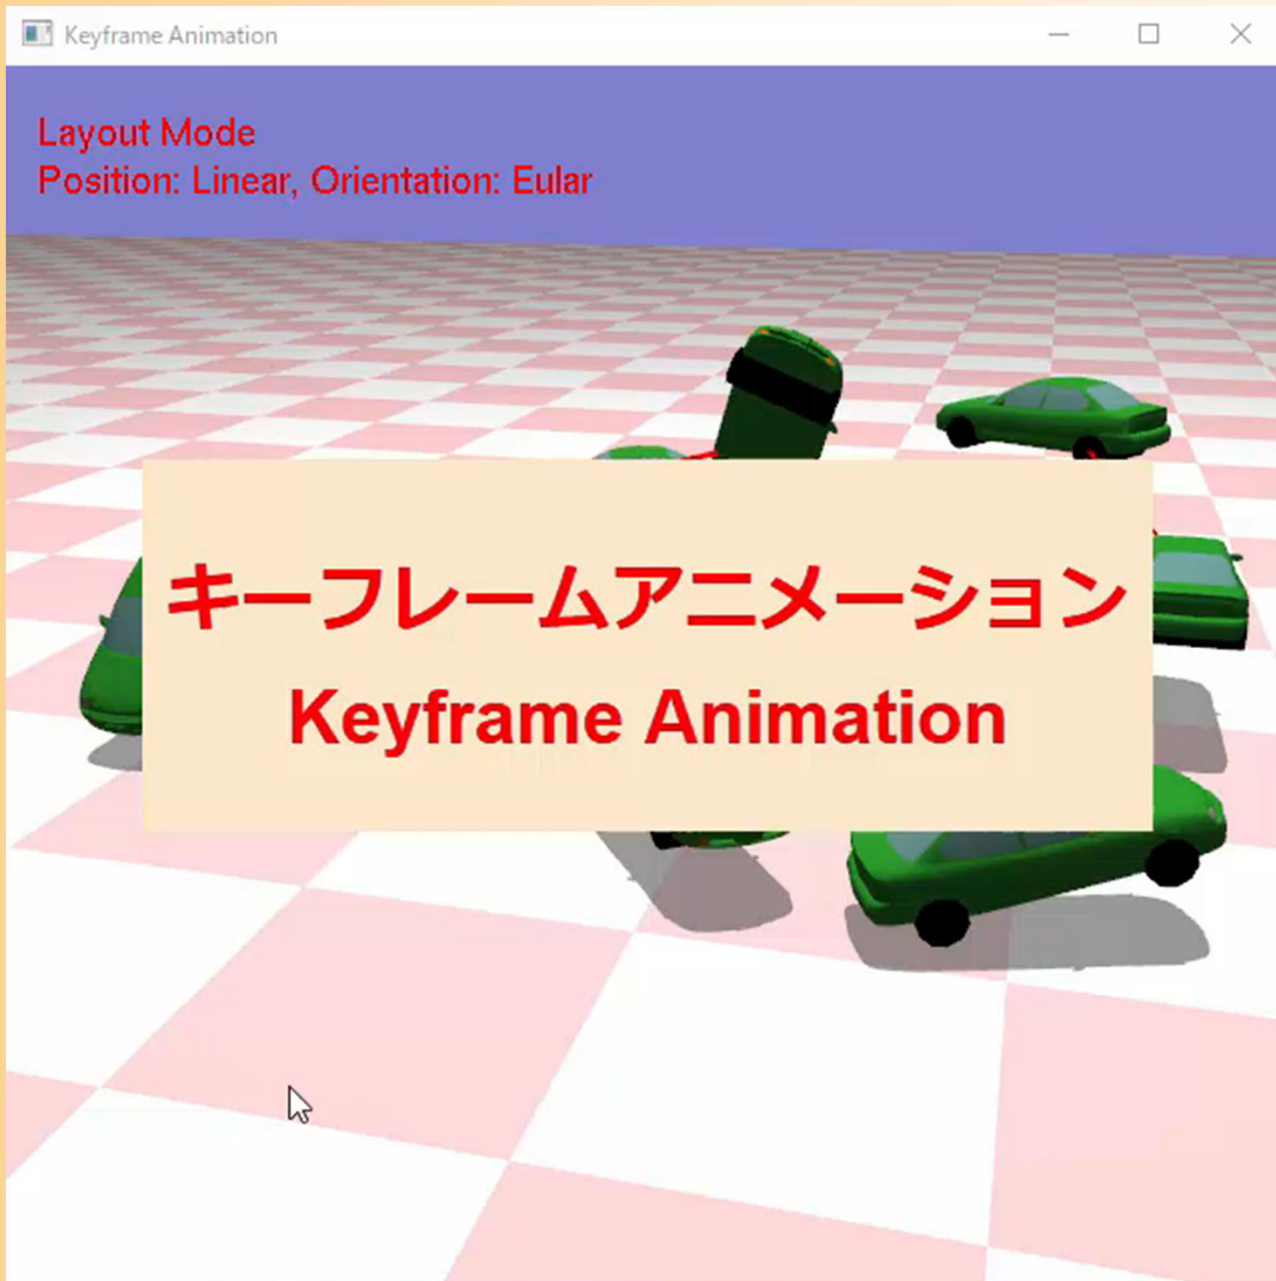 Keyframe Animation
Layout Mode
Position: Linear, Orientation: Eular
キーフレームアニメーション
Keyframe Animation